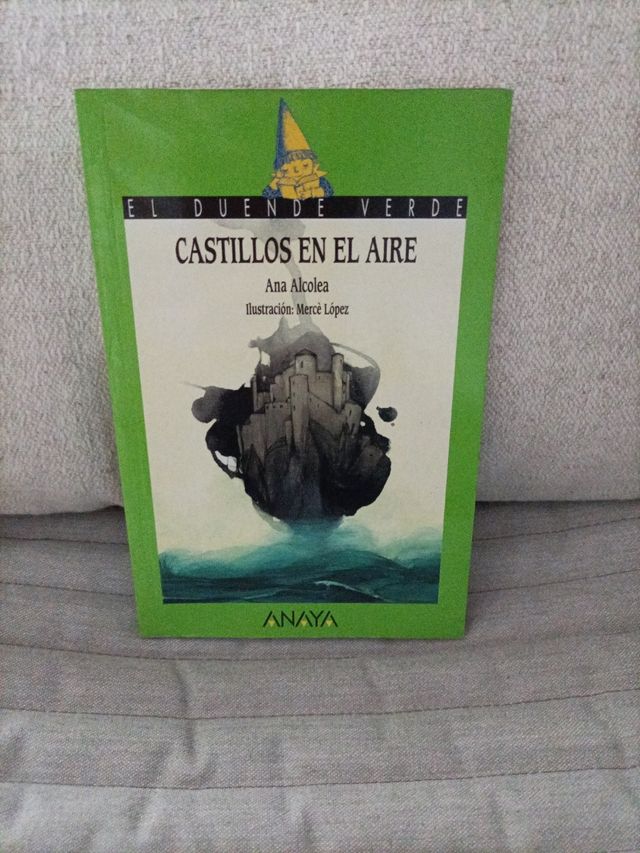 EL DUENDE VERDE
CASTILLOS EN EL AIRE
Ana Alcolea
Ilustración: Mercè López
ANAYA